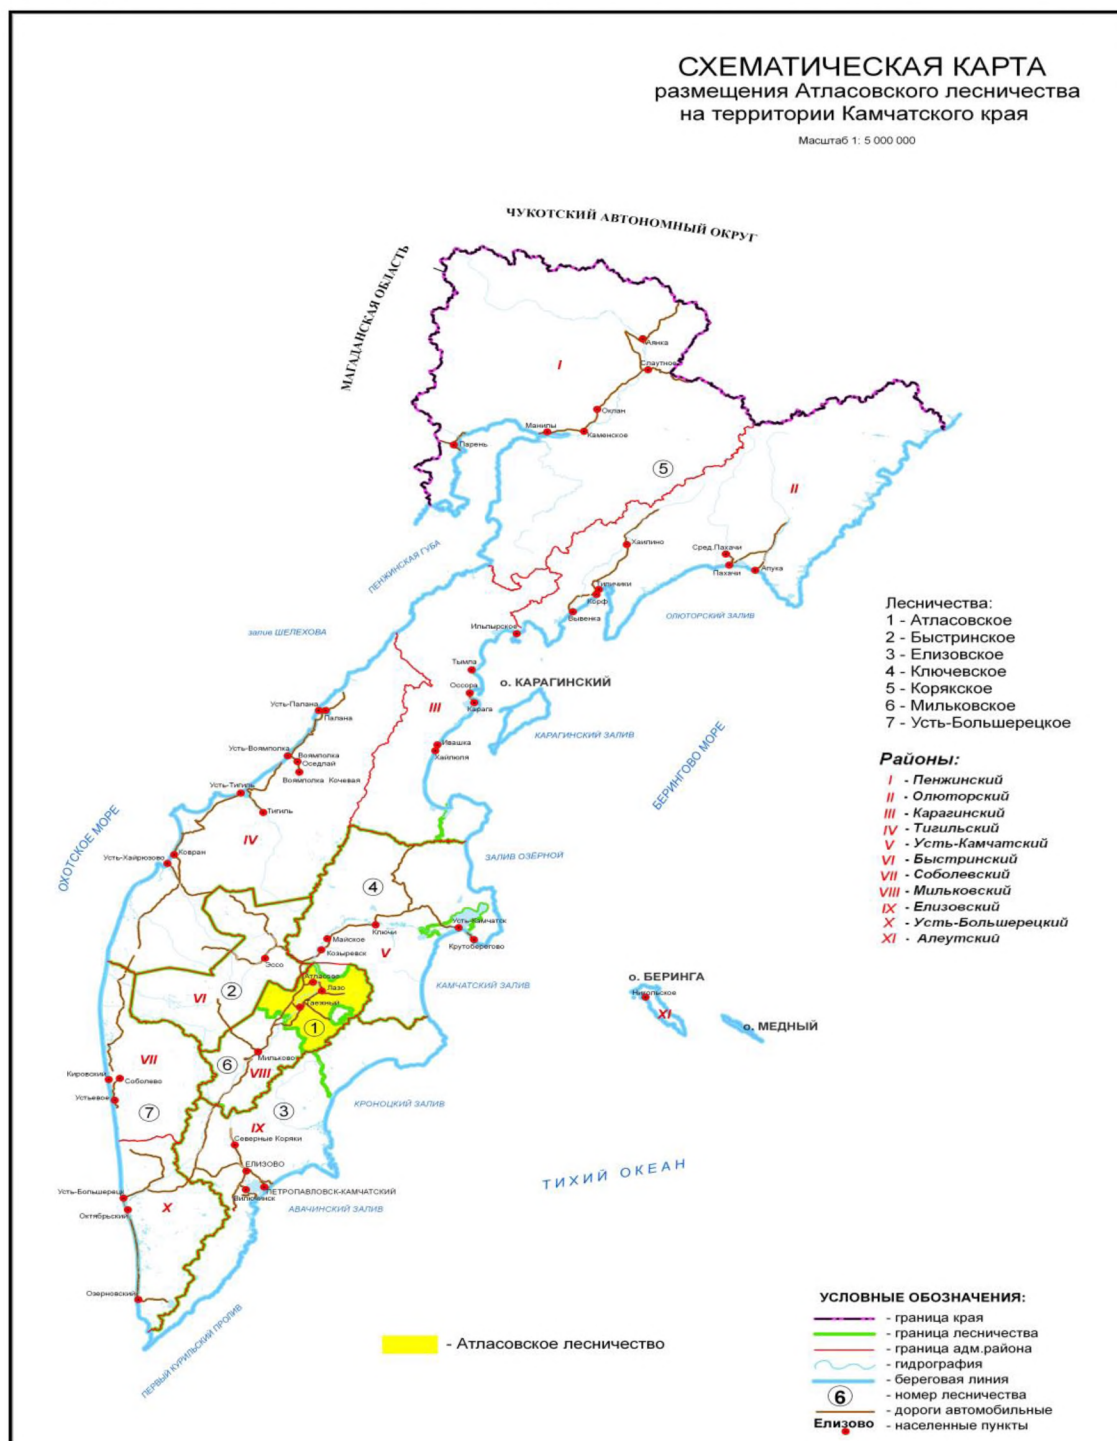 СХЕМАТИЧЕСКАЯ КАРТА
размещения Атласовского лесничества
на территории Камчатского края
Масштаб 1: 5 000 000
ЧУКОТСКИЙ АВТОНОМНЫЙ ОКРУГ
МАГАДАНСКАЯ ОБЛАСТЬ
Аянка
Слаутное
I
Оклан
Манилы
Каменское
Парень
5
II
Хаилино
Сред.Пахачи
Пахачи
Апука
ПЕНЖИНСКАЯ ГУБА
Тиличики
Корф
Вывенка
ОЛЮТОРСКИЙ ЗАЛИВ
Ильпырское
залив ШЕЛЕХОВА
Тымла
Оссора
о. КАРАГИНСКИЙ
Карага
III
Усть-Палана
Палана
КАРАГИНСКИЙ ЗАЛИВ
Ивашка
Хаилюля
БЕРИНГОВО МОРЕ
Усть-Воямполка
Воямполка
Оседлай
Воямполка Кочевая
Усть-Тигиль
Тигиль
ОХОТСКОЕ МОРЕ
IV
Ковран
Усть-Хайрюзово
ЗАЛИВ ОЗЁРНОЙ
4
Ключи
Усть-Камчатск
Крутоберегово
Майское
Козыревск
V
Эссо
Атласово
Лазо
Таежный
КАМЧАТСКИЙ ЗАЛИВ
о. БЕРИНГА
Никольское
XI
о. МЕДНЫЙ
VI
2
1
VII
6
Мильково
VIII
Кировский
Соболево
Устьевое
7
3
КРОНОЦКИЙ ЗАЛИВ
IX
Северные Коряки
ЕЛИЗОВО
ПЕТРОПАВЛОВСК-КАМЧАТСКИЙ
Вилючинск
ТИХИЙ ОКЕАН
Усть-Большерецк
Октябрьский
X
АВАЧИНСКИЙ ЗАЛИВ
Озерновский
ПЕРВЫЙ КУРИЛЬСКИЙ ПРОЛИВ
Лесничества:
1 - Атласовское
2 - Быстринское
3 - Елизовское
4 - Ключевское
5 - Корякское
6 - Мильковское
7 - Усть-Большерецкое
Районы:
I - Пенжинский
II - Олюторский
III - Карагинский
IV - Тигильский
V - Усть-Камчатский
VI - Быстринский
VII - Соболевский
VIII - Мильковский
IX - Елизовский
X - Усть-Большерецкий
XI - Алеутский
- Атласовское лесничество
УСЛОВНЫЕ ОБОЗНАЧЕНИЯ:
- граница края
- граница лесничества
- граница адм.района
- гидрография
- береговая линия
6 - номер лесничества
- дороги автомобильные
Елизово - населенные пункты